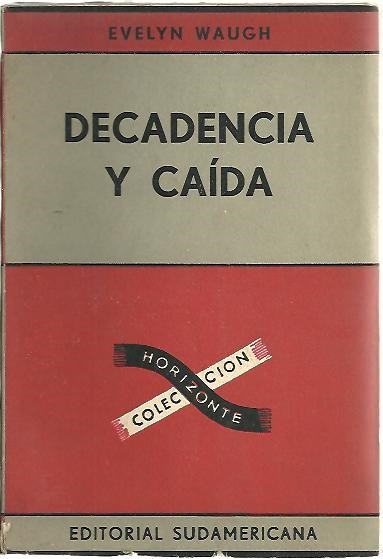 EVELYN WAUGH
DECADENCIA
Y CAÍDA
COLECCION
HORIZONTE
EDITORIAL SUDAMERICANA